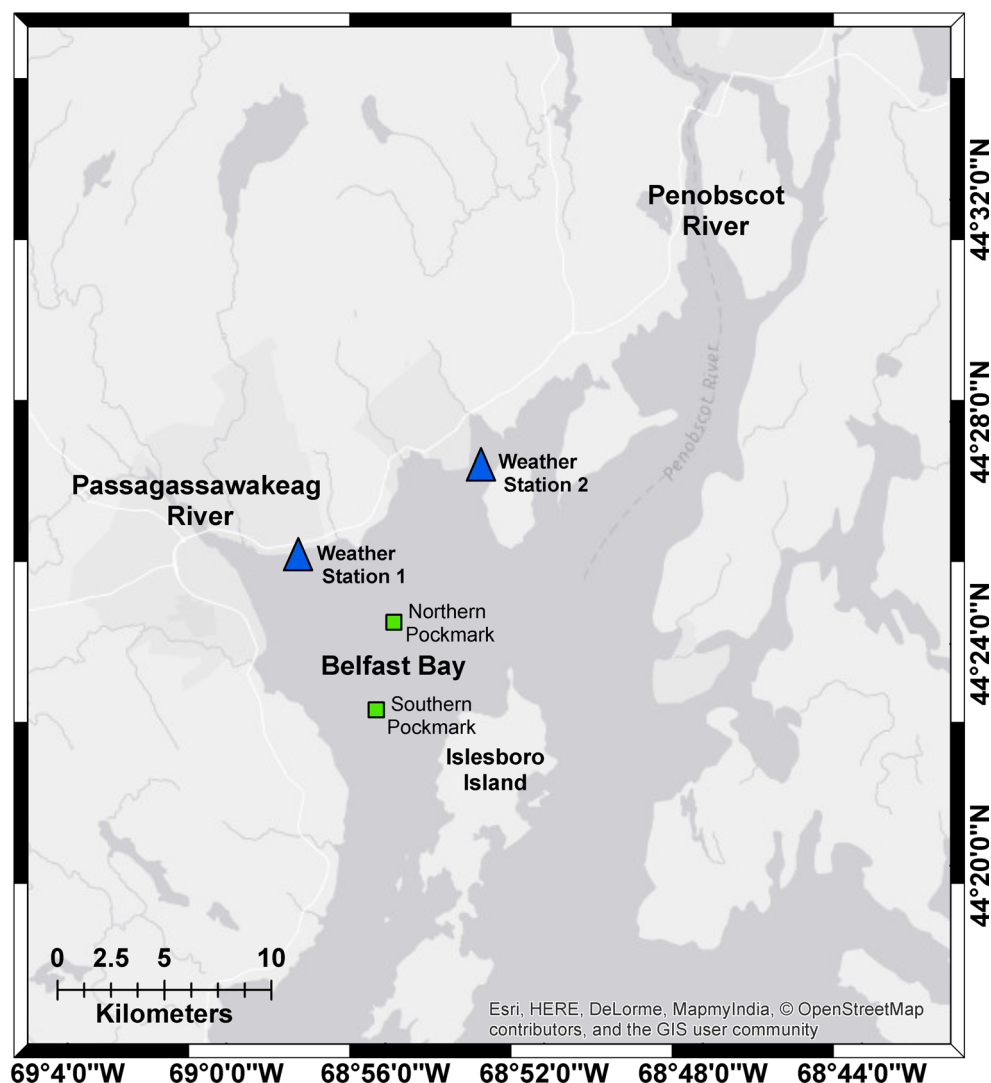 Penobscot
River
Penobscot River
Weather
Station 2
Passagassawakeag
River
Weather
Station 1
Northern
Pockmark
Belfast Bay
Southern
Pockmark
Islesboro
Island
0 2.5 5 10
Kilometers
Esri, HERE, DeLorme, MapmyIndia, © OpenStreetMap
contributors, and the GIS user community
44°32'0"N
44°28'0"N
44°24'0"N
44°20'0"N
69°4'0"W 69°0'0"W 68°56'0"W 68°52'0"W 68°48'0"W 68°44'0"W